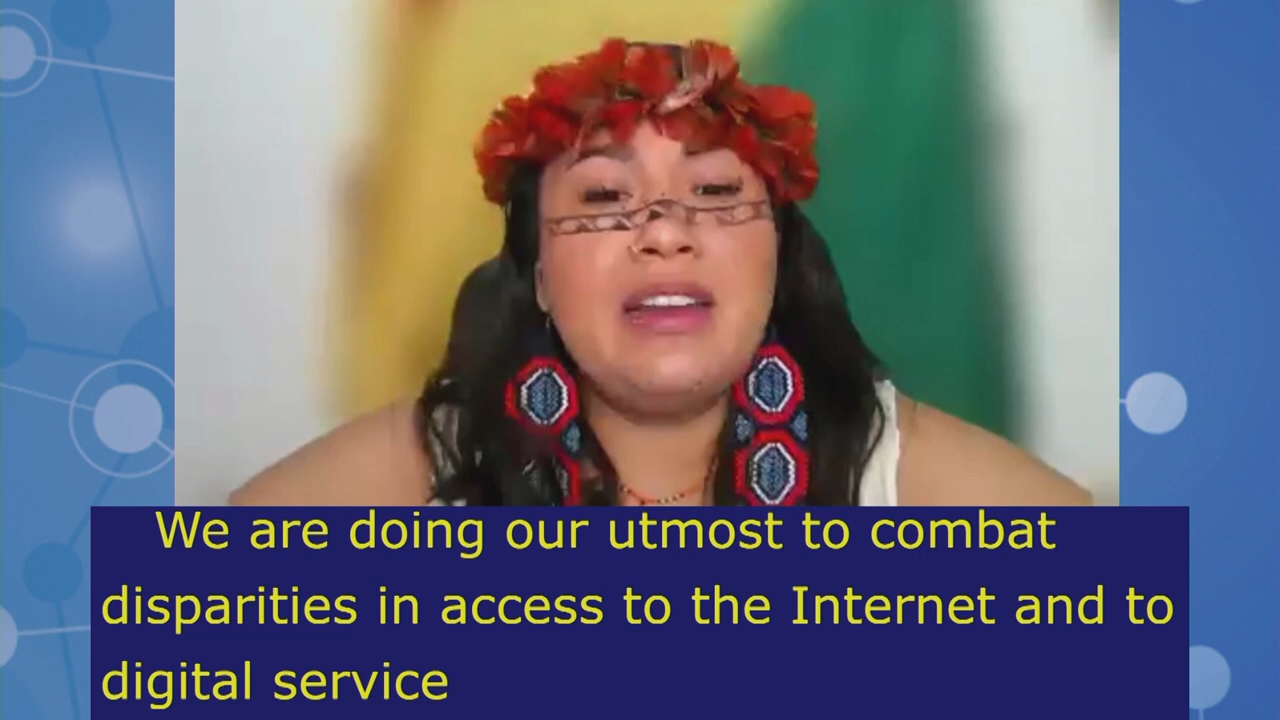 We are doing our utmost to combat
disparities in access to the Internet and to
digital service